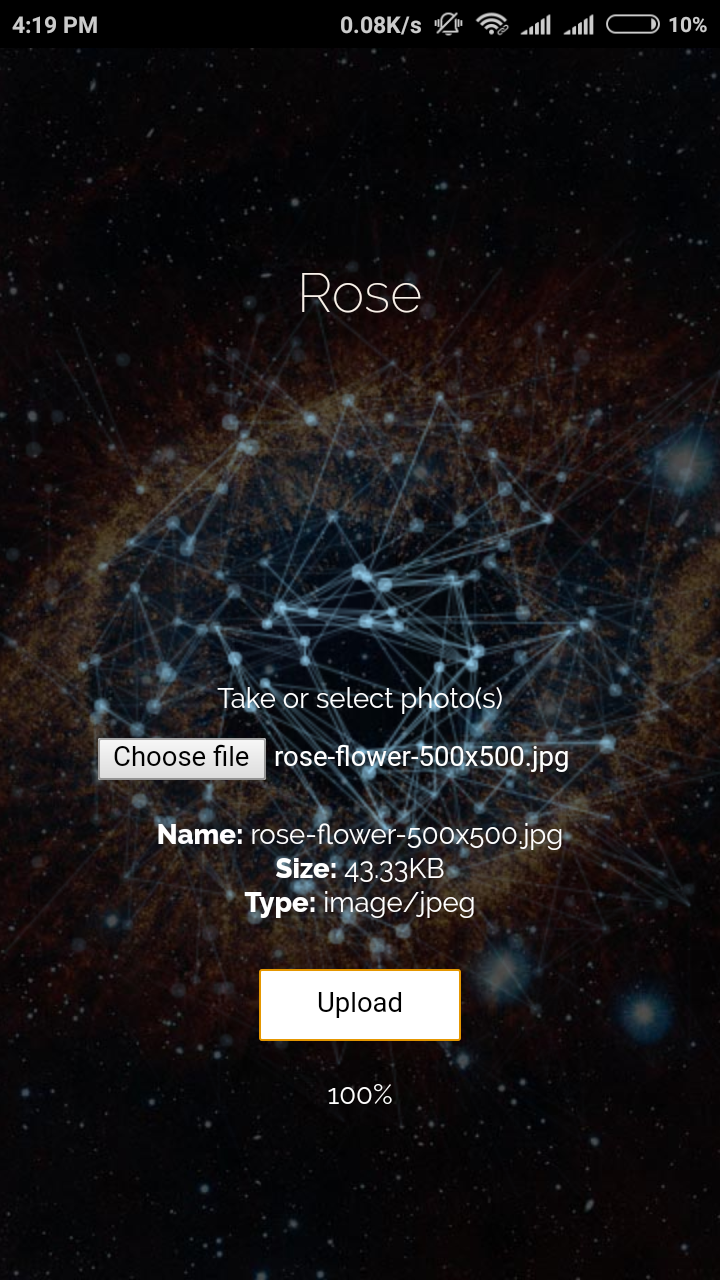 4:19 PM 0.08K/s 10%
Rose
Take or select photo(s)
Choose file rose-flower-500x500.jpg
Name: rose-flower-500x500.jpg
Size: 43.33KB
Type: image/jpeg
Upload
100%